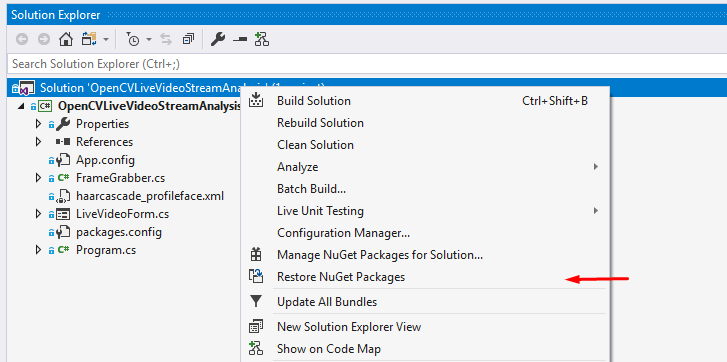 Solution Explorer
Search Solution Explorer (Ctrl+;)
Solution 'OpenCVLiveVideoStreamAnalysis'
OpenCVLiveVideoStreamAnalysis
Properties
References
App.config
FrameGrabber.cs
haarcascade_profileface.xml
LiveVideoForm.cs
packages.config
Program.cs
Build Solution Ctrl+Shift+B
Rebuild Solution
Clean Solution
Analyze
Batch Build...
Live Unit Testing
Configuration Manager...
Manage NuGet Packages for Solution...
Restore NuGet Packages
Update All Bundles
New Solution Explorer View
Show on Code Map